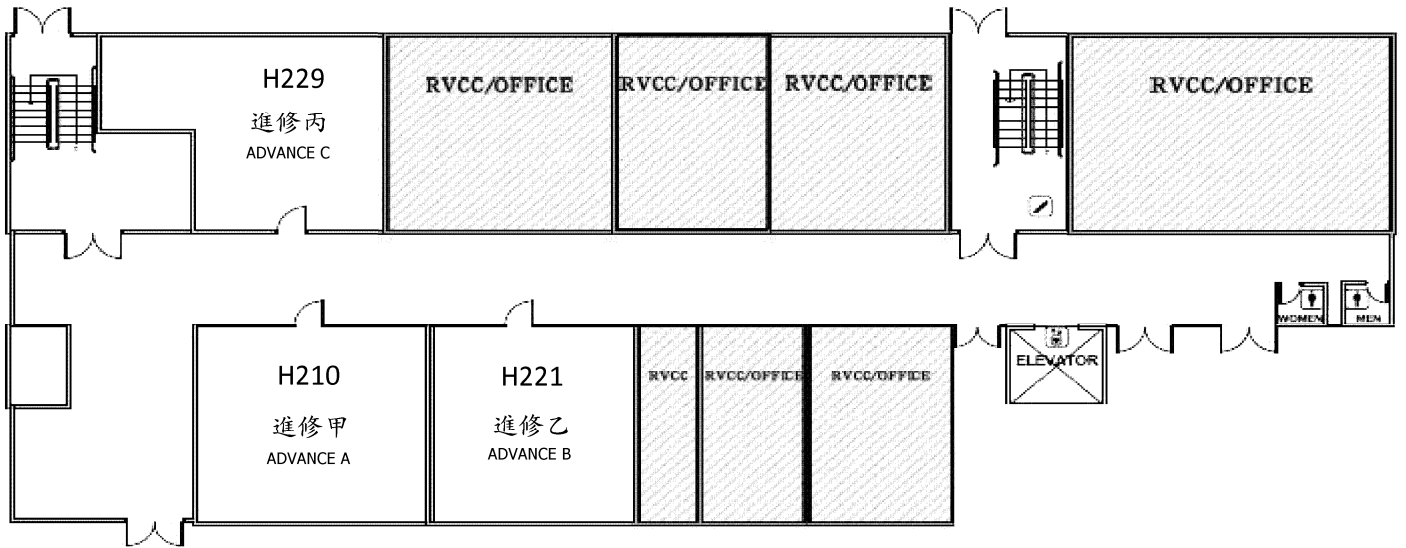 H229
進修丙
ADVANCE C
RVCC/OFFICE
RVCC/OFFICE
RVCC/OFFICE
RVCC/OFFICE
WOMEN
MEN
H210
進修甲
ADVANCE A
H221
進修乙
ADVANCE B
RVCC
RVCC/OFFICE
RVCC/OFFICE
ELEVATOR